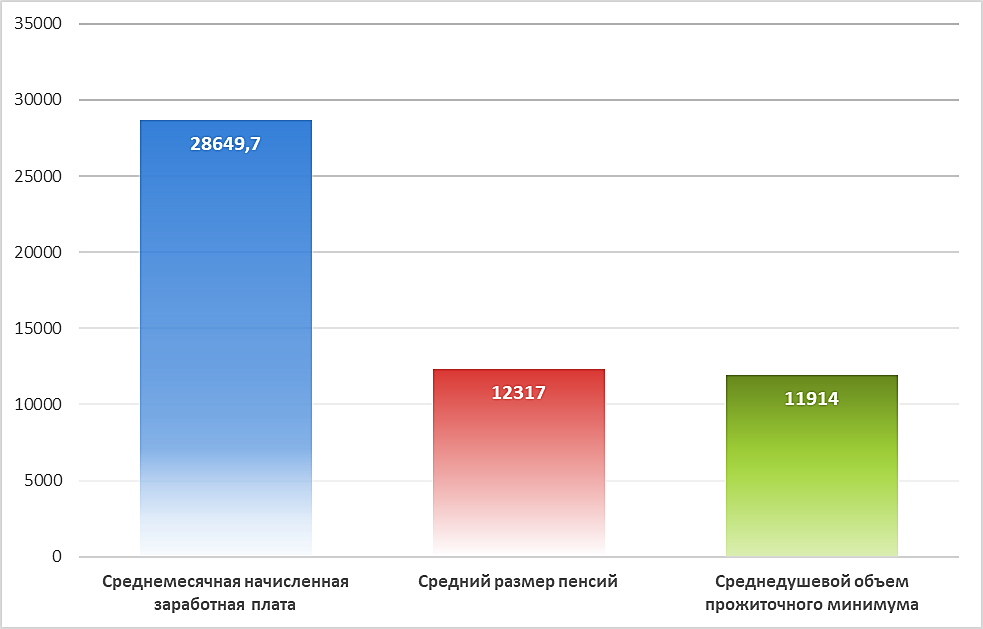 35000
30000
25000
20000
15000
10000
5000
0
28649,7
12317
11914
Среднемесячная начисленная
заработная плата
Средний размер пенсий
Среднедушевой объем
прожиточного минимума